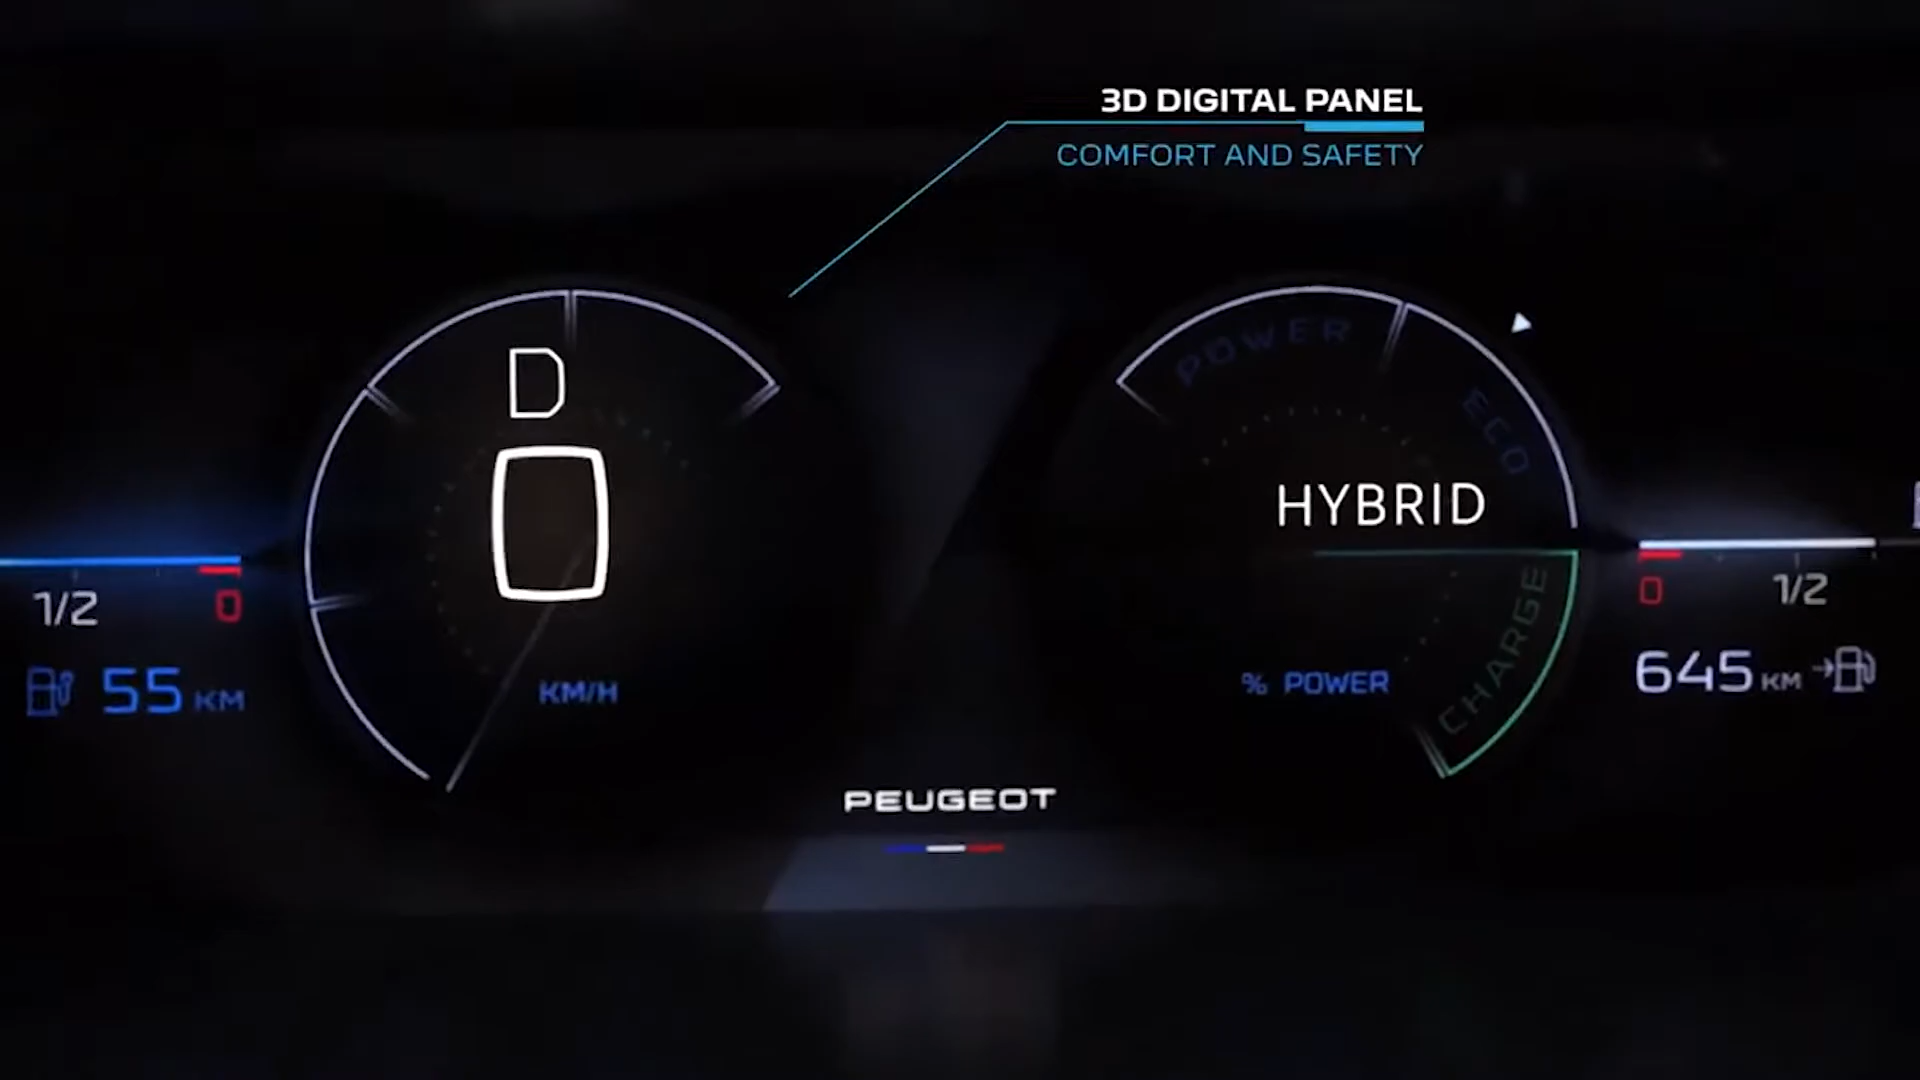 3D DIGITAL PANEL
COMFORT AND SAFETY
D
0
KM/H
1/2
0
55 KM
POWER
ECO
HYBRID
CHARGE
% POWER
0
1/2
645 KM
PEUGEOT